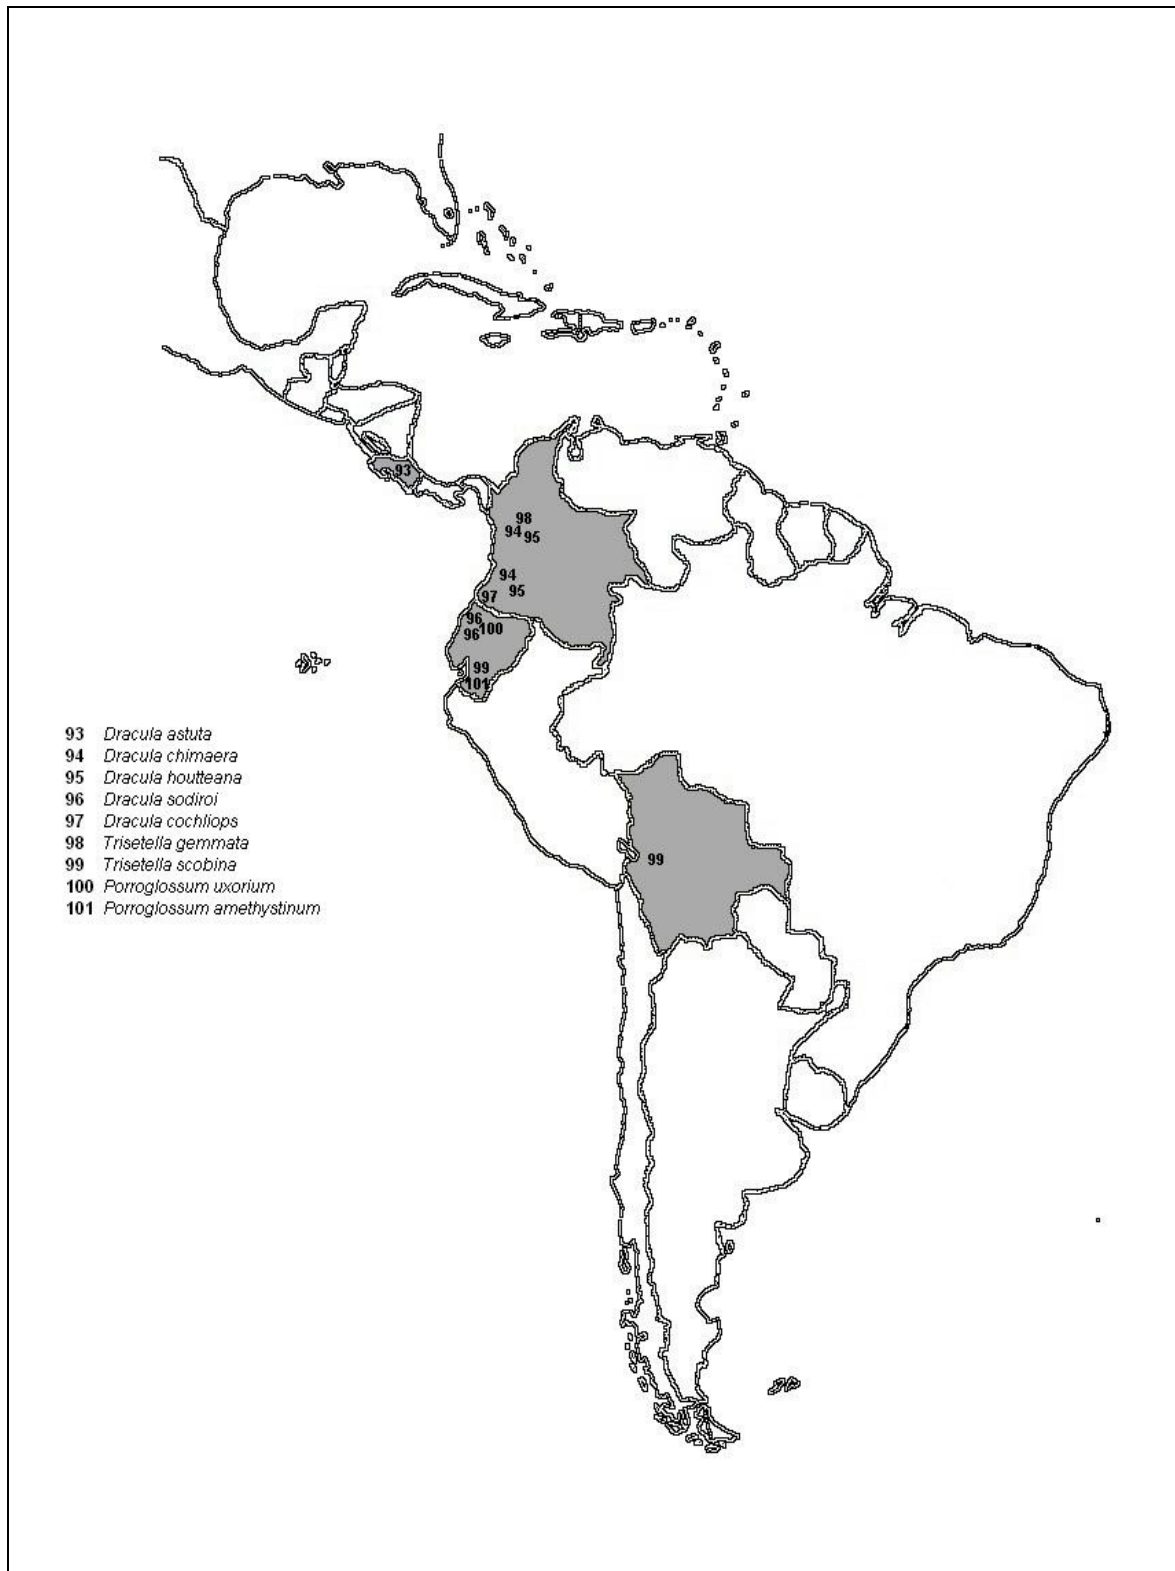 93
98
94 95
94
95
97
96
96 100
99
101
93 Dracula astuta
94 Dracula chimaera
95 Dracula houtteana
96 Dracula sodiroi
97 Dracula cochliops
98 Trisetella gemmata
99 Trisetella scobina
100 Porroglossum uxorium
101 Porroglossum amethystinum
99